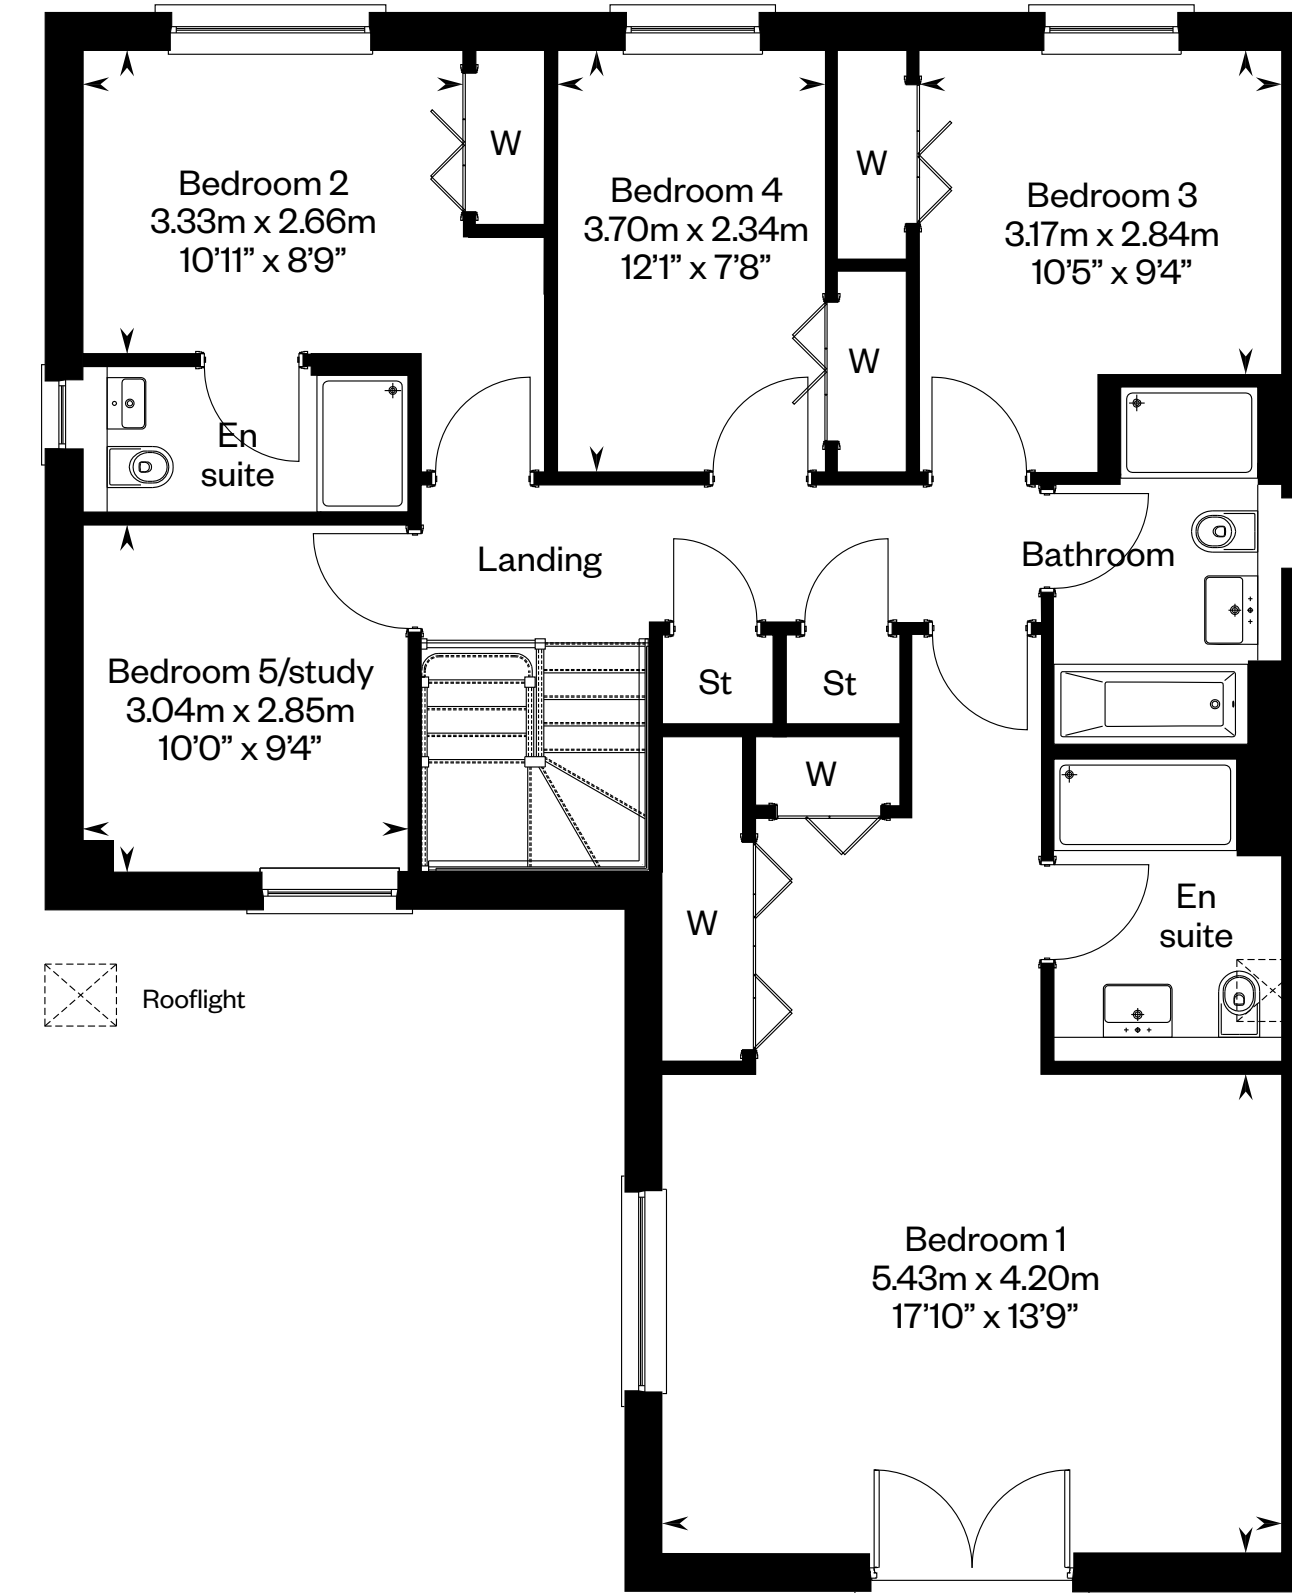 Bedroom 2
3.33m x 2.66m
10’11” x 8’9”
W
Bedroom 4
3.70m x 2.34m
12’1” x 7’8”
W
Bedroom 3
3.17m x 2.84m
10’5” x 9’4”
W
En
suite
Landing
Bathroom
Bedroom 5/study
3.04m x 2.85m
10’0” x 9’4”
St
St
W
W
En
suite
Rooflight
Bedroom 1
5.43m x 4.20m
17’10” x 13’9”